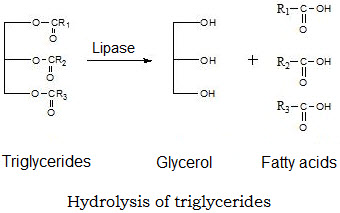 O-CR₁
O
O-CR₂
O
O-CR₃
O
Lipase
OH
OH
OH
+
R₁-C-OH
O
R₂-C-OH
O
R₃-C-OH
O
Triglycerides
Glycerol
Fatty acids
Hydrolysis of triglycerides